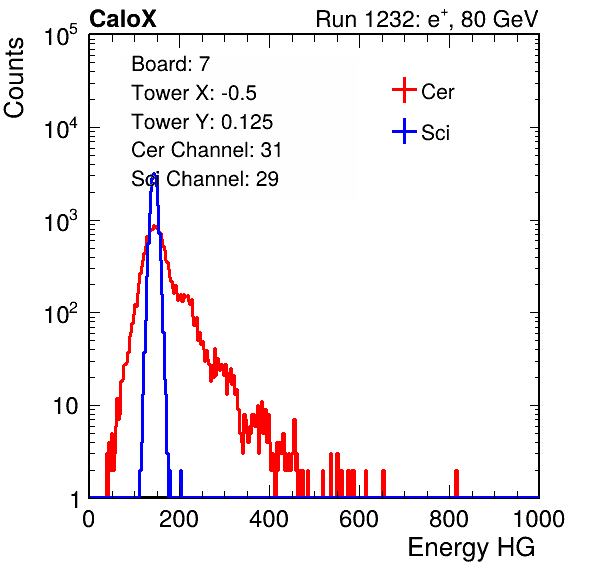 CaloX Run 1232: e⁺, 80 GeV
Counts
Board: 7
Tower X: -0.5
Tower Y: 0.125
Cer Channel: 31
Sci Channel: 29
Cer
Sci
10⁵
10⁴
10³
10²
10
1
0 200 400 600 800 1000
Energy HG